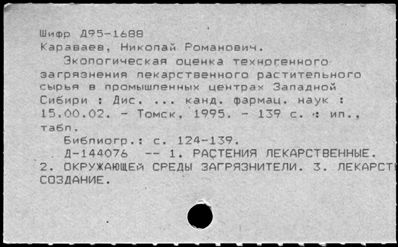 Шифр Д95-1688
Караваев, Николай Романович.
Экологическая оценка техногенного
загрязнения лекарственного растительного
сырья в промышленных центрах Западной
Сибири : Дис. ... канд. фармац. наук :
15.00.02. - Томск, 1995. - 139 с. : ил.,
табл.
Библиогр.: с. 124-139.
Д-144076 -- 1. РАСТЕНИЯ ЛЕКАРСТВЕННЫЕ.
2. ОКРУЖАЮЩЕЙ СРЕДЫ ЗАГРЯЗНИТЕЛИ. 3. ЛЕКАРСТ
СОЗДАНИЕ.